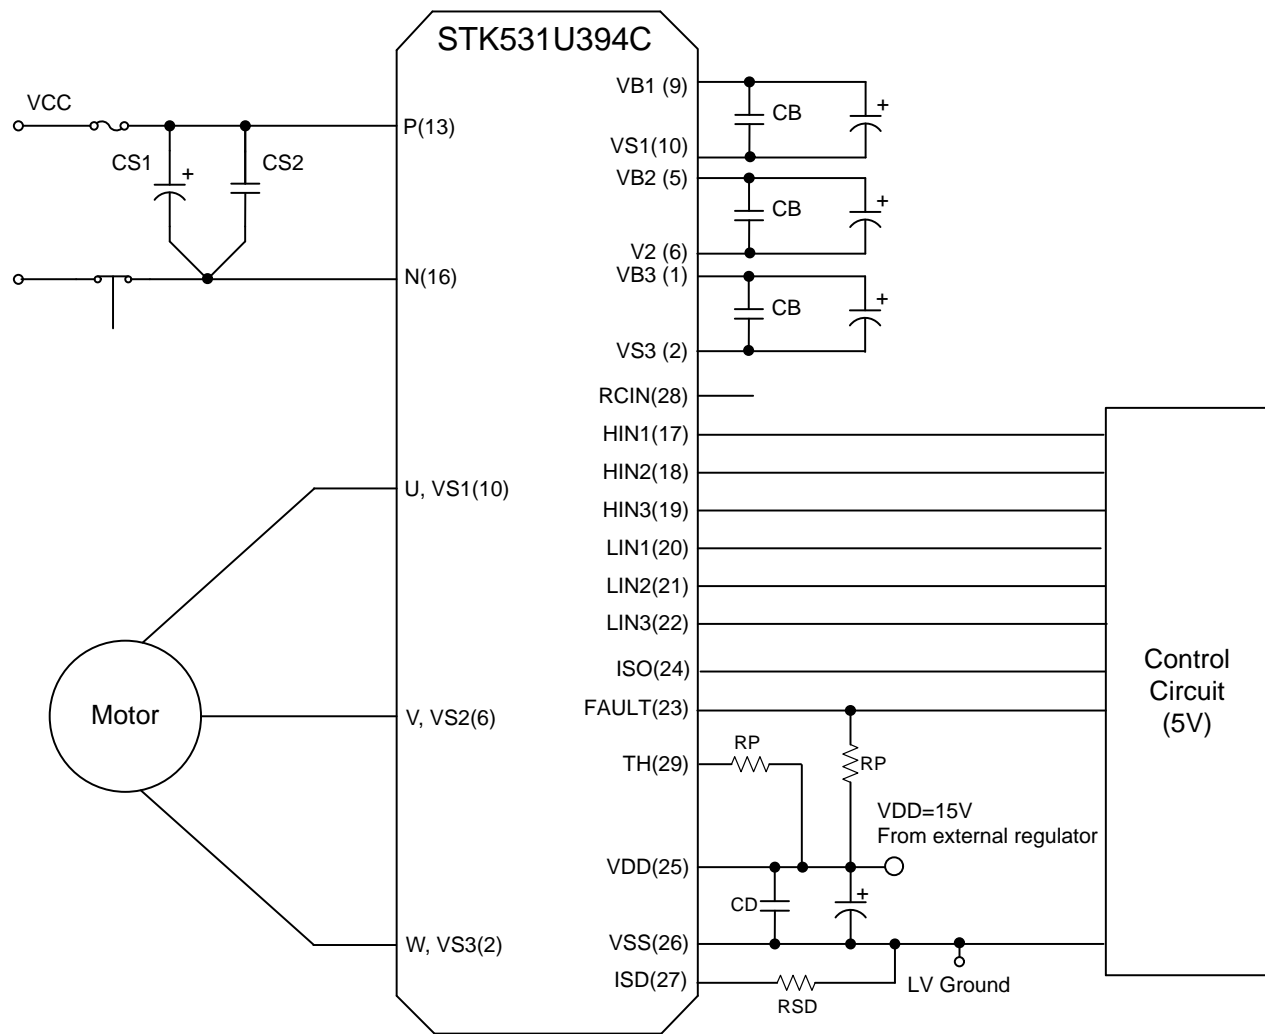 STK531U394C
VCC
CS1
+
CS2
P(13)
N(16)
U, VS1(10)
V, VS2(6)
W, VS3(2)
Motor
VB1 (9)
CB
+
VS1(10)
VB2 (5)
CB
+
V2 (6)
VB3 (1)
CB
+
VS3 (2)
RCIN(28)
HIN1(17)
HIN2(18)
HIN3(19)
LIN1(20)
LIN2(21)
LIN3(22)
ISO(24)
FAULT(23)
TH(29)
RP
RP
VDD=15V
From external regulator
VDD(25)
CD
+
VSS(26)
ISD(27)
RSD
LV Ground
Control
Circuit
(5V)